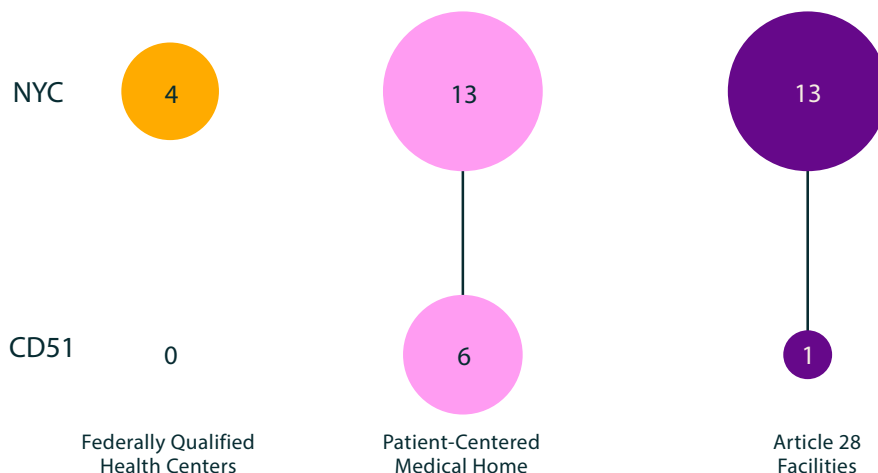 NYC
4
13
13
CD51
0
6
1
Federally Qualified
Health Centers
Patient-Centered
Medical Home
Article 28
Facilities